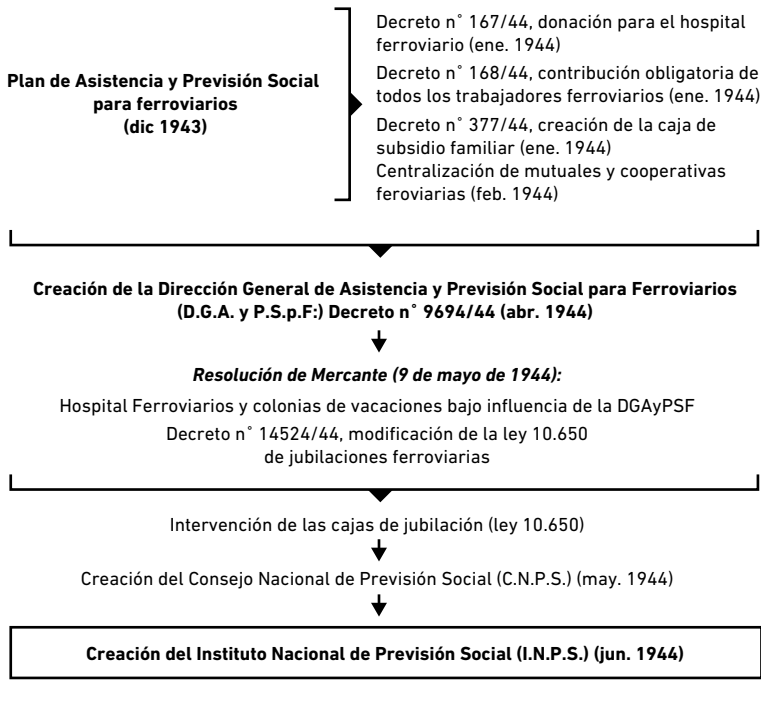 Plan de Asistencia y Previsión Social
para ferroviarios
(dic 1943)
Decreto n° 167/44, donación para el hospital
ferroviario (ene. 1944)
Decreto n° 168/44, contribución obligatoria de
todos los trabajadores ferroviarios (ene. 1944)
Decreto n° 377/44, creación de la caja de
subsidio familiar (ene. 1944)
Centralización de mutuales y cooperativas
feroviarias (feb. 1944)
Creación de la Dirección General de Asistencia y Previsión Social para Ferroviarios
(D.G.A. y P.S.p.F:) Decreto n° 9694/44 (abr. 1944)
Resolución de Mercante (9 de mayo de 1944):
Hospital Ferroviarios y colonias de vacaciones bajo influencia de la DGAyPSF
Decreto n° 14524/44, modificación de la ley 10.650
de jubilaciones ferroviarias
Intervención de las cajas de jubilación (ley 10.650)
Creación del Consejo Nacional de Previsión Social (C.N.P.S.) (may. 1944)
Creación del Instituto Nacional de Previsión Social (I.N.P.S.) (jun. 1944)